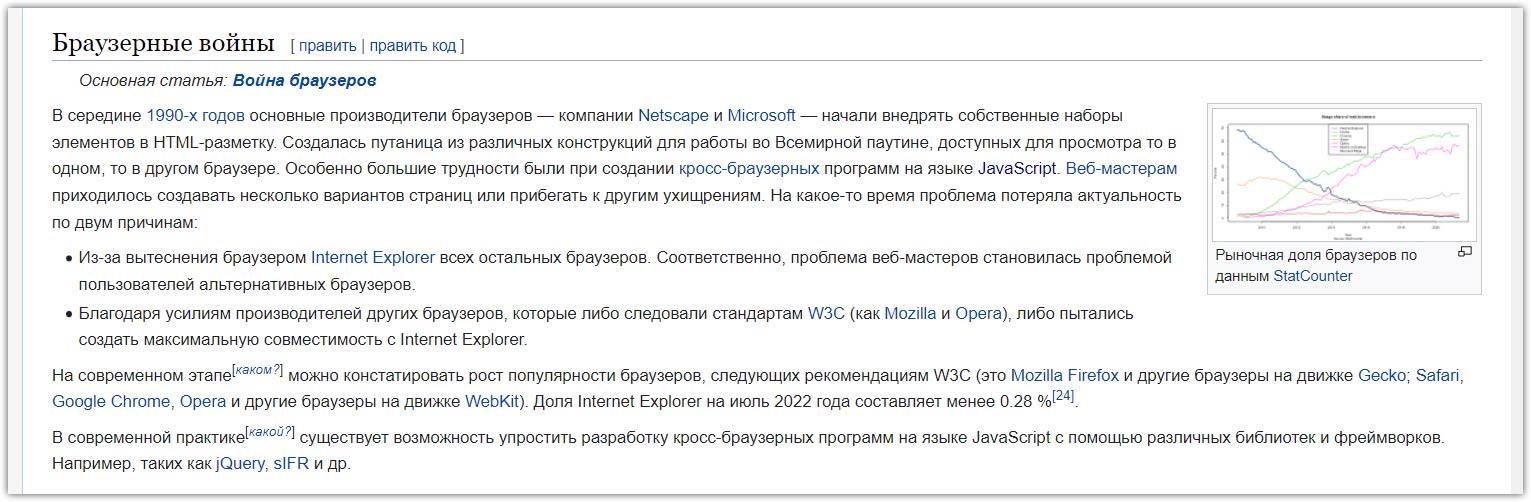 Браузерные войны [ править | править код ]
Основная статья: Война браузеров
В середине 1990-х годов основные производители браузеров — компании Netscape и Microsoft — начали внедрять собственные наборы
элементов в HTML-разметку. Создалась путаница из различных конструкций для работы во Всемирной паутине, доступных для просмотра то в
одном, то в другом браузере. Особенно большие трудности были при создании кросс-браузерных программ на языке JavaScript. Веб-мастерам
приходилось создавать несколько вариантов страниц или прибегать к другим ухищрениям. На какое-то время проблема потеряла актуальность
по двум причинам:
• Из-за вытеснения браузером Internet Explorer всех остальных браузеров. Соответственно, проблема веб-мастеров становилась проблемой
пользователей альтернативных браузеров.
• Благодаря усилиям производителей других браузеров, которые либо следовали стандартам W3C (как Mozilla и Opera), либо пытались
создать максимальную совместимость с Internet Explorer.
На современном этапе[каком?] можно констатировать рост популярности браузеров, следующих рекомендациям W3C (это Mozilla Firefox и другие браузеры на движке Gecko; Safari,
Google Chrome, Opera и другие браузеры на движке WebKit). Доля Internet Explorer на июль 2022 года составляет менее 0.28 %[24].
В современной практике[какой?] существует возможность упростить разработку кросс-браузерных программ на языке JavaScript с помощью различных библиотек и фреймворков.
Например, таких как jQuery, sIFR и др.
Usage share of web browsers
Рыночная доля браузеров по
данным StatCounter